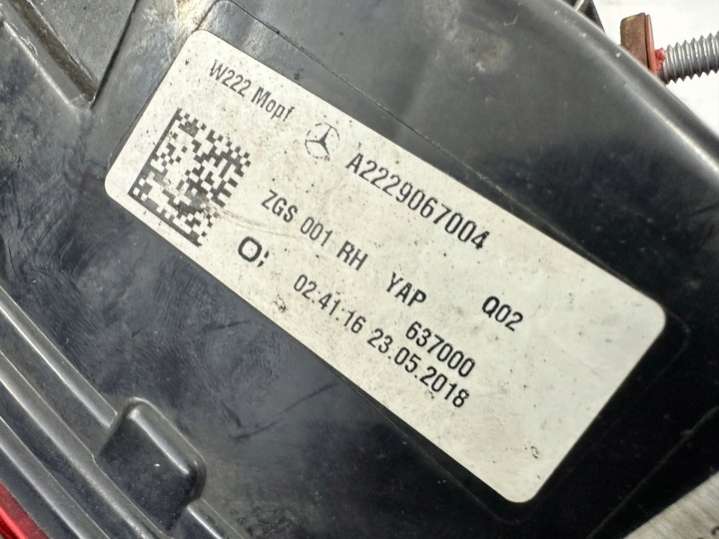 W222 Mopf
A2229067004
ZGS 001 RH YAP Q02
637000
02:41:16 23.05.2018